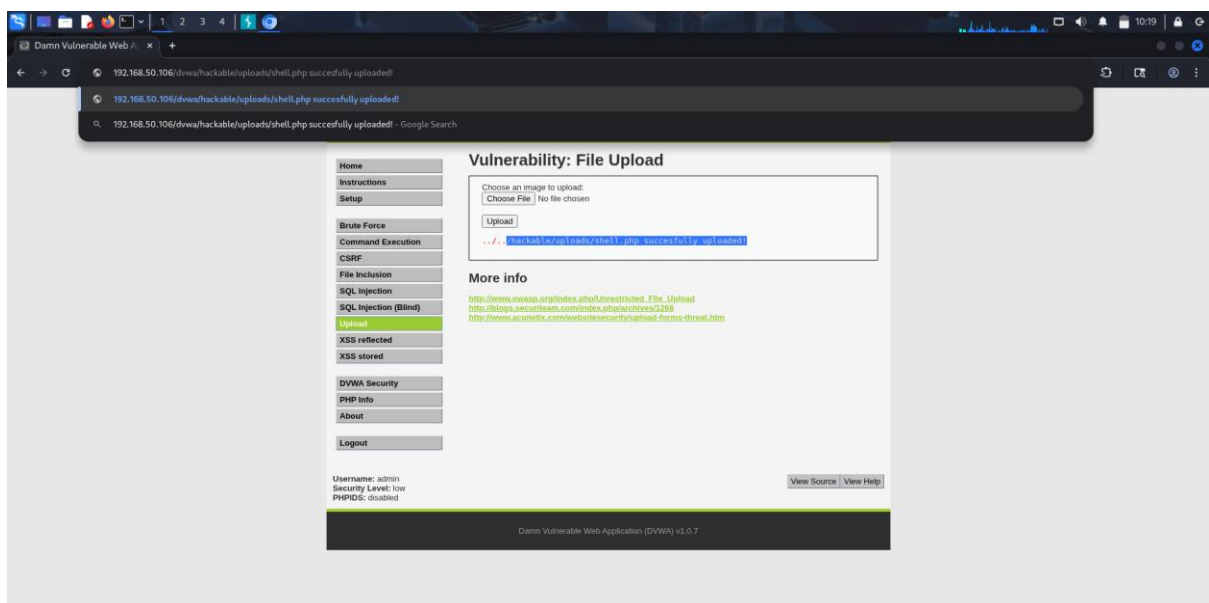 1 2 3 4
10:19
Damn Vulnerable Web A
192.168.50.106/dvwa/hackable/uploads/shell.php succesfully uploaded!
192.168.50.106/dvwa/hackable/uploads/shell.php succesfully uploaded!
192.168.50.106/dvwa/hackable/uploads/shell.php succesfully uploaded! - Google Search
Home
Instructions
Setup
Brute Force
Command Execution
CSRF
File Inclusion
SQL Injection
SQL Injection (Blind)
Upload
XSS reflected
XSS stored
DVWA Security
PHP Info
About
Logout
Vulnerability: File Upload
Choose an image to upload:
Choose File No file chosen
Upload
../../hackable/uploads/shell.php succesfully uploaded!
More info
http://www.owasp.org/index.php/Unrestricted_File_Upload
http://blogs.securiteam.com/index.php/archives/1268
http://www.acunetix.com/websitesecurity/upload-forms-threat.htm
Username: admin
Security Level: low
PHPIDS: disabled
View Source View Help
Damn Vulnerable Web Application (DVWA) v1.0.7